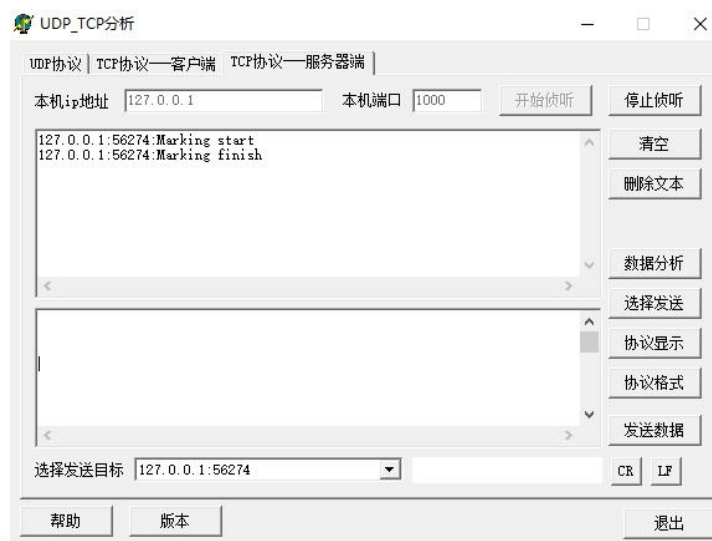 UDP_TCP分析
UDP协议 TCP协议——客户端 TCP协议——服务器端
本机ip地址 127.0.0.1 本机端口 1000 开始侦听 停止侦听
127.0.0.1:56274:Marking start
127.0.0.1:56274:Marking finish
清空
删除文本
数据分析
选择发送
协议显示
协议格式
发送数据
选择发送目标 127.0.0.1:56274 CR LF
帮助 版本 退出